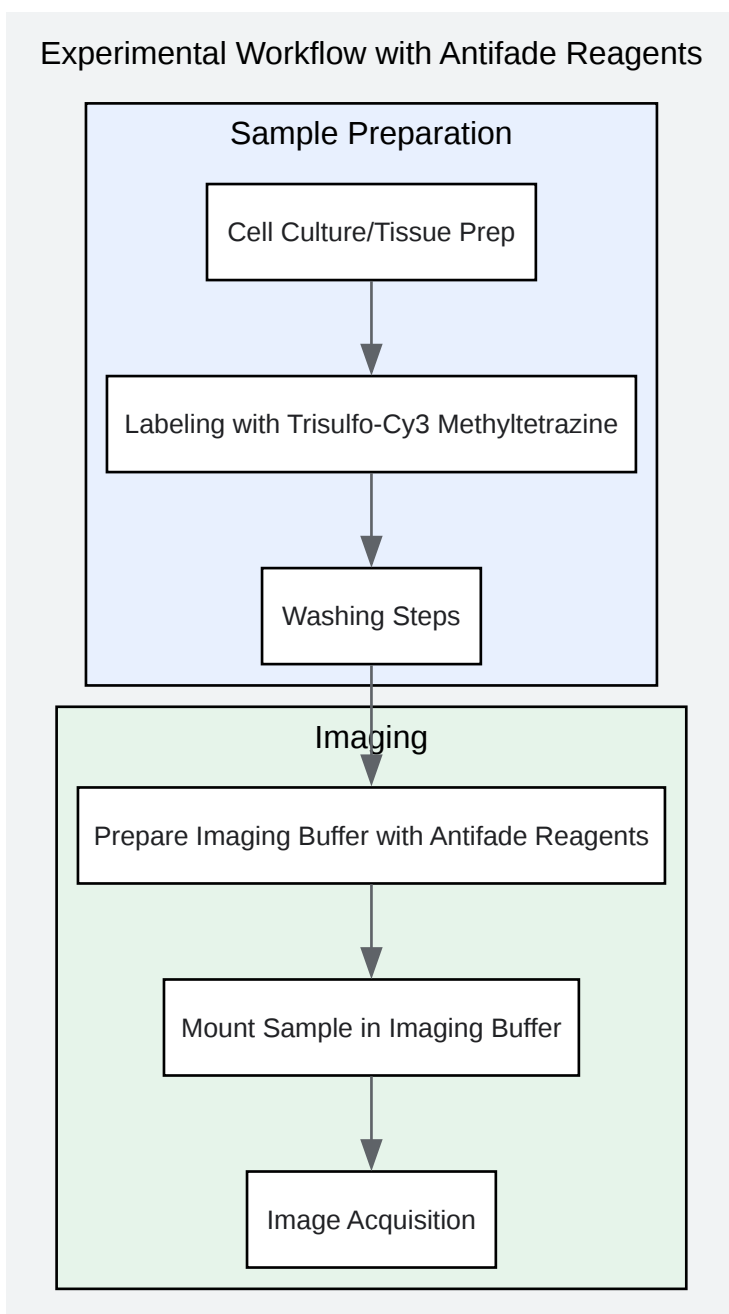 Experimental Workflow with Antifade Reagents
Sample Preparation
Cell Culture/Tissue Prep
Labeling with Trisulfo-Cy3 Methyltetrazine
Washing Steps
Imaging
Prepare Imaging Buffer with Antifade Reagents
Mount Sample in Imaging Buffer
Image Acquisition